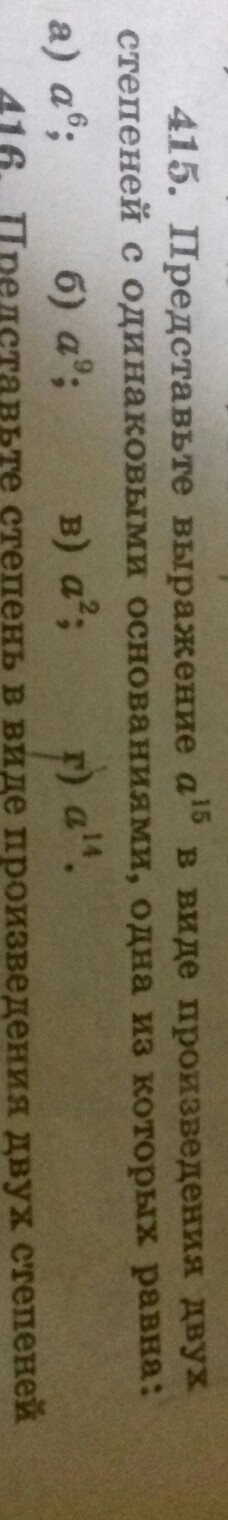 415. Представьте выражение a¹⁵ в виде произведения двух
степеней с одинаковыми основаниями, одна из которых равна:
а) a⁶; б) a⁹; в) a²; г) a¹⁴.
416. Представьте степень в виде произведения двух степеней